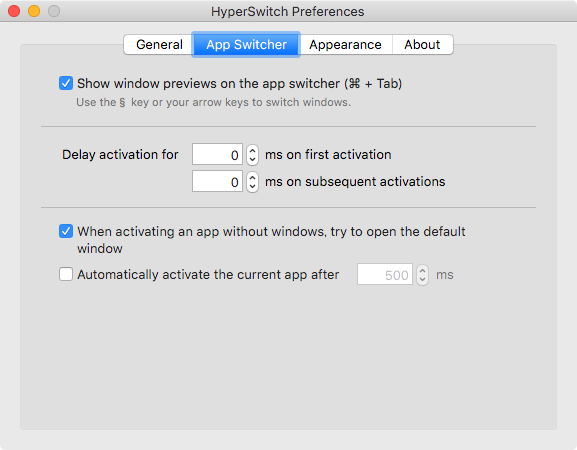 HyperSwitch Preferences
General App Switcher Appearance About
Show window previews on the app switcher (⌘ + Tab)
Use the § key or your arrow keys to switch windows.
Delay activation for 0 ms on first activation
0 ms on subsequent activations
When activating an app without windows, try to open the default
window
Automatically activate the current app after 500 ms